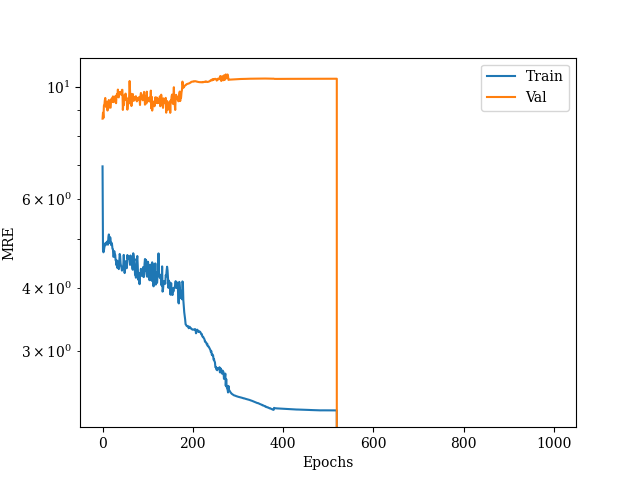 Train
Val
10¹
6 × 10⁰
4 × 10⁰
3 × 10⁰
MRE
0 200 400 600 800 1000
Epochs